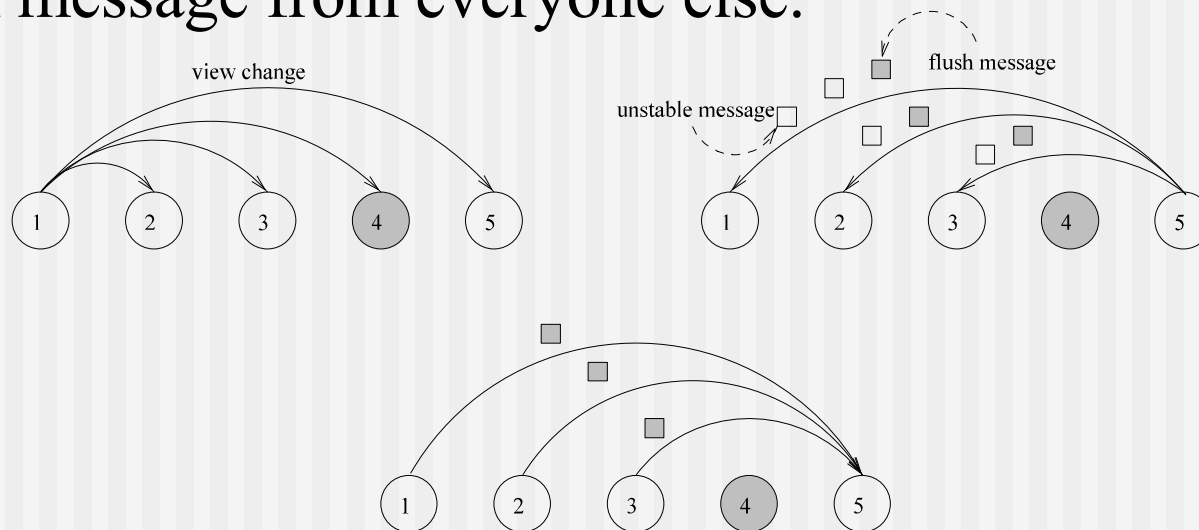 message from everyone else.
view change
flush message
unstable message
1 2 3 4 5
1 2 3 4 5
1 2 3 4 5